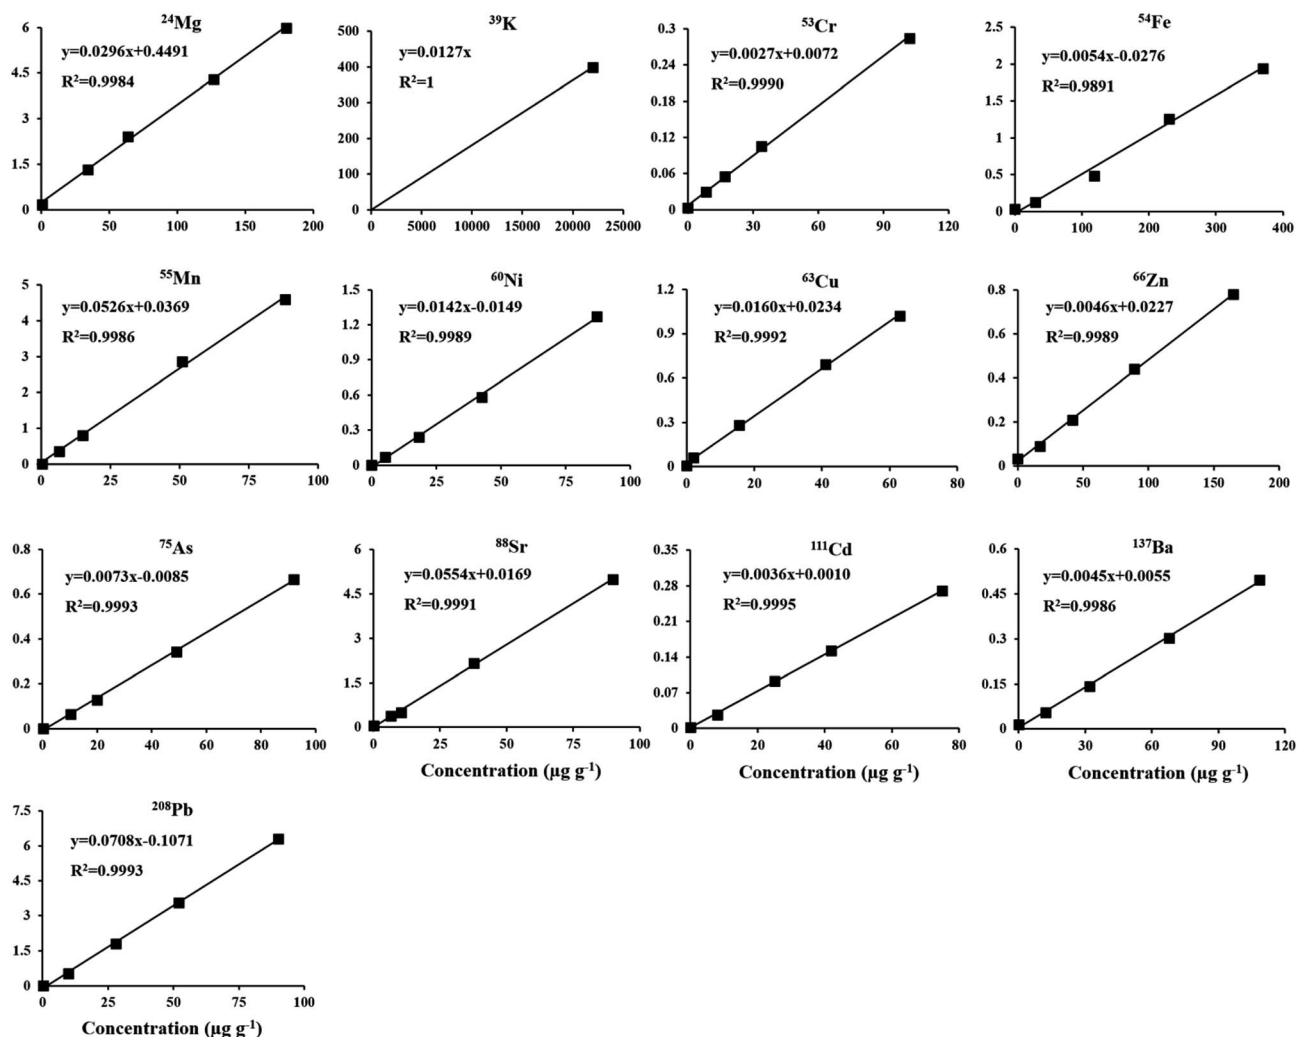 ²⁴Mg
y=0.0296x+0.4491
R²=0.9984
6
4.5
3
1.5
0
0 50 100 150 200
³⁹K
y=0.0127x
R²=1
500
400
300
200
100
0
0 5000 10000 15000 20000 25000
⁵³Cr
y=0.0027x+0.0072
R²=0.9990
0.3
0.24
0.18
0.12
0.06
0
0 30 60 90 120
⁵⁴Fe
y=0.0054x-0.0276
R²=0.9891
2.5
2
1.5
1
0.5
0
0 100 200 300 400
⁵⁵Mn
y=0.0526x+0.0369
R²=0.9986
5
4
3
2
1
0
0 25 50 75 100
⁶⁰Ni
y=0.0142x-0.0149
R²=0.9989
1.5
1.2
0.9
0.6
0.3
0
0 25 50 75 100
⁶³Cu
y=0.0160x+0.0234
R²=0.9992
1.2
0.9
0.6
0.3
0
0 20 40 60 80
⁶⁶Zn
y=0.0046x+0.0227
R²=0.9989
0.8
0.6
0.4
0.2
0
0 50 100 150 200
⁷⁵As
y=0.0073x-0.0085
R²=0.9993
0.8
0.6
0.4
0.2
0
0 20 40 60 80 100
⁸⁸Sr
y=0.0554x+0.0169
R²=0.9991
6
4.5
3
1.5
0
0 25 50 75 100
Concentration (µg g⁻¹)
¹¹¹Cd
y=0.0036x+0.0010
R²=0.9995
0.35
0.28
0.21
0.14
0.07
0
0 20 40 60 80
Concentration (µg g⁻¹)
¹³⁷Ba
y=0.0045x+0.0055
R²=0.9986
0.6
0.45
0.3
0.15
0
0 30 60 90 120
Concentration (µg g⁻¹)
²⁰⁸Pb
y=0.0708x-0.1071
R²=0.9993
7.5
6
4.5
3
1.5
0
0 25 50 75 100
Concentration (µg g⁻¹)